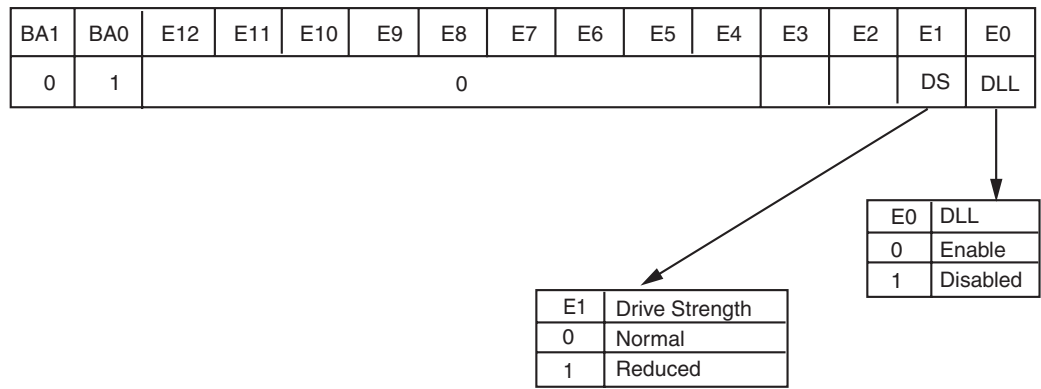 BA1 BA0 E12 E11 E10 E9 E8 E7 E6 E5 E4 E3 E2 E1 E0
0 1 0 DS DLL
E0 DLL
0 Enable
1 Disabled
E1 Drive Strength
0 Normal
1 Reduced